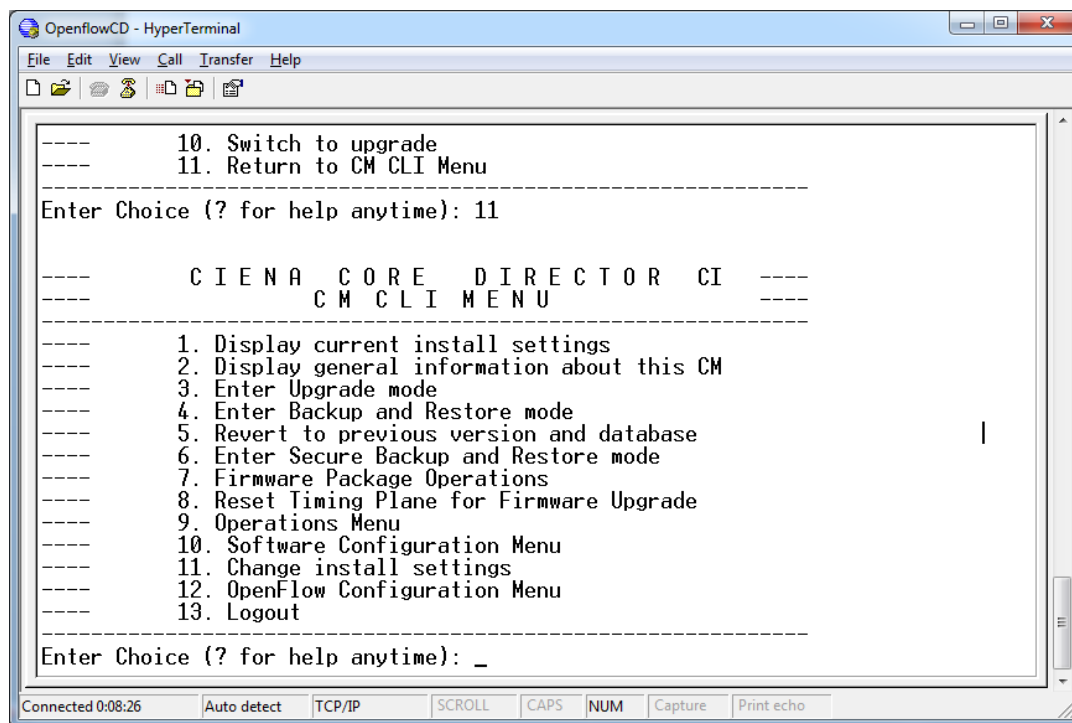 OpenflowCD - HyperTerminal
File Edit View Call Transfer Help
---- 10. Switch to upgrade
---- 11. Return to CM CLI Menu
--------------------------------------------------------------
Enter Choice (? for help anytime): 11
---- C I E N A   C O R E   D I R E C T O R   CI ----
---- C M   C L I   M E N U ----
--------------------------------------------------------------
---- 1. Display current install settings
---- 2. Display general information about this CM
---- 3. Enter Upgrade mode
---- 4. Enter Backup and Restore mode
---- 5. Revert to previous version and database
---- 6. Enter Secure Backup and Restore mode
---- 7. Firmware Package Operations
---- 8. Reset Timing Plane for Firmware Upgrade
---- 9. Operations Menu
---- 10. Software Configuration Menu
---- 11. Change install settings
---- 12. OpenFlow Configuration Menu
---- 13. Logout
--------------------------------------------------------------
Enter Choice (? for help anytime): _
Connected 0:08:26 Auto detect TCP/IP SCROLL CAPS NUM Capture Print echo